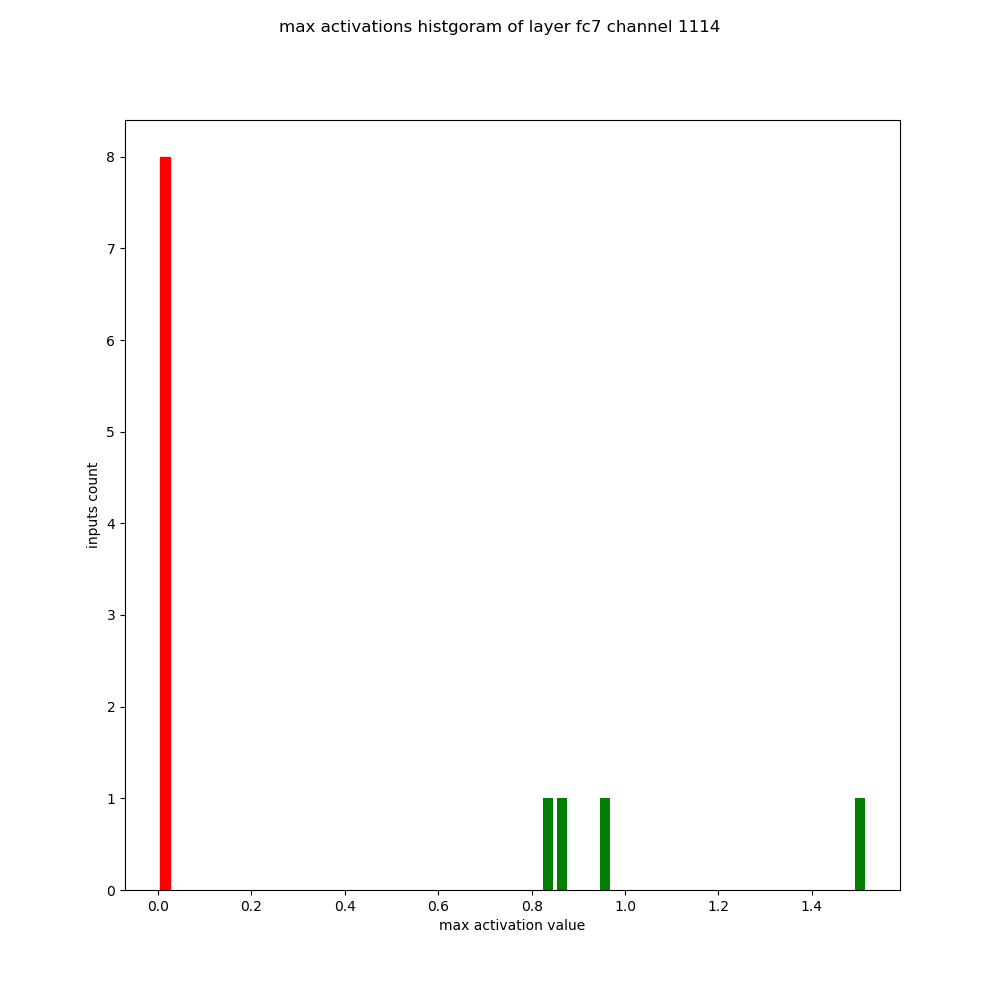 max activations histgoram of layer fc7 channel 1114
8
7
6
5
4
3
2
1
0
inputs count
0.0 0.2 0.4 0.6 0.8 1.0 1.2 1.4
max activation value